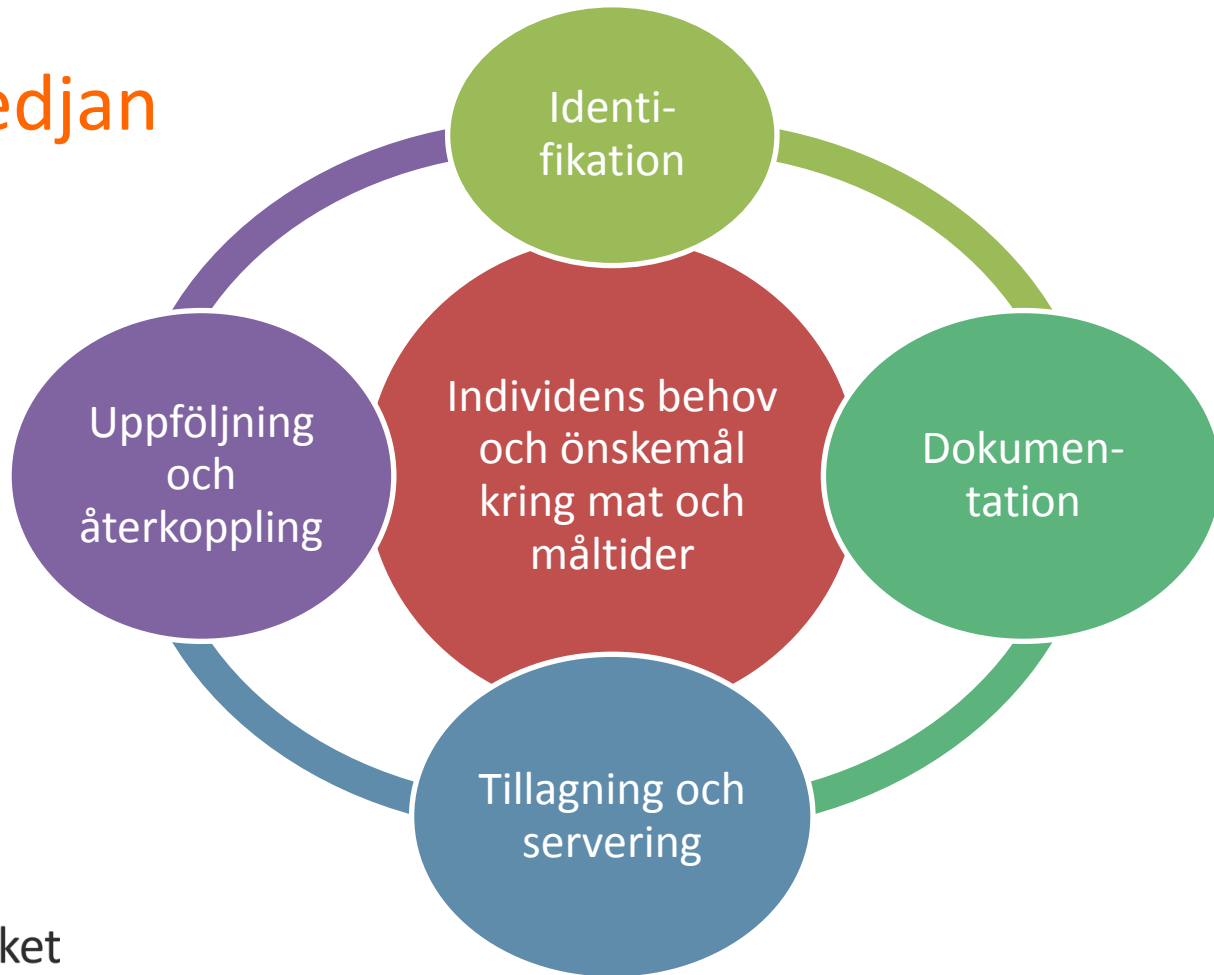 edjan
Identi-
fikation
Individens behov
och önskemål
kring mat och
måltider
Uppföljning
och
återkoppling
Dokumen-
tation
Tillagning och
servering
ket